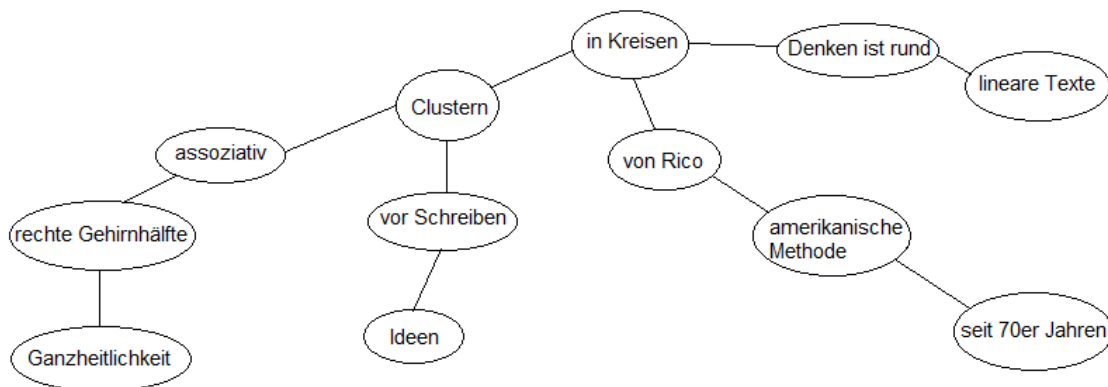 in Kreisen
Denken ist rund
lineare Texte
Clustern
assoziativ
von Rico
rechte Gehirnhälfte
vor Schreiben
amerikanische
Methode
Ideen
seit 70er Jahren
Ganzheitlichkeit